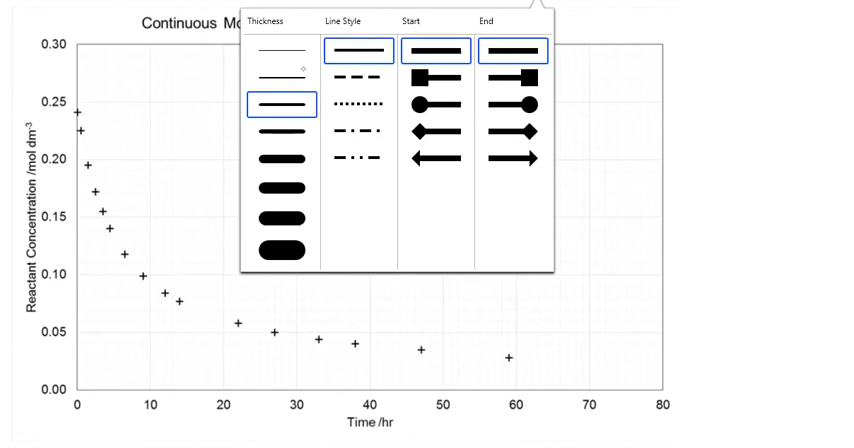 Continuous Mo
Thickness
Line Style
Start
End
Reactant Concentration /mol dm⁻³
0.30
0.25
0.20
0.15
0.10
0.05
0.00
0 10 20 30 40 50 60 70 80
Time /hr